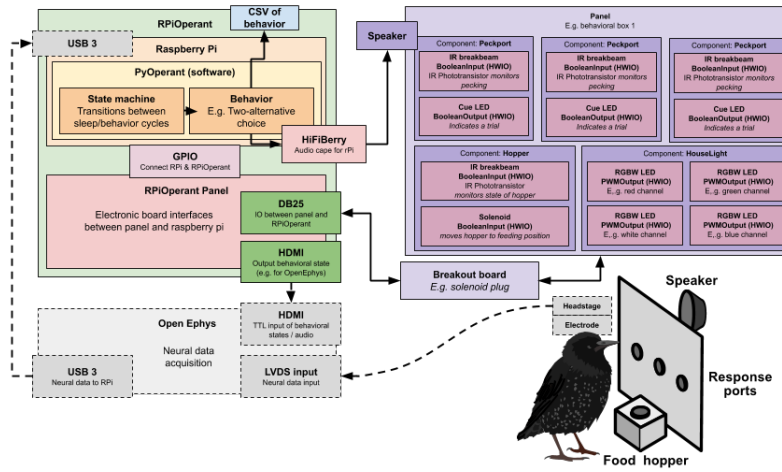 RPiOperant
CSV of
behavior
USB 3
Raspberry Pi
PyOperant (software)
State machine
Transitions between
sleep/behavior cycles
Behavior
E.g. Two-alternative
choice
HiFiBerry
Audio cape for rPi
GPIO
Connect RPi & RPiOperant
RPiOperant Panel
Electronic board interfaces
between panel and raspberry pi
DB25
IO between panel and
RPiOperant
HDMI
Output behavioral state
(e.g. for OpenEphys)
HDMI
TTL input of behavioral
states / audio
Open Ephys
Neural data
acquisition
USB 3
Neural data to RPi
LVDS input
Neural data input
Speaker
Panel
E.g. behavioral box 1
Component: Peckport
IR breakbeam
BooleanInput (HWIO)
IR Phototransistor monitors
pecking
Cue LED
BooleanOutput (HWIO)
Indicates a trial
Component: Peckport
IR breakbeam
BooleanInput (HWIO)
IR Phototransistor monitors
pecking
Cue LED
BooleanOutput (HWIO)
Indicates a trial
Component: Peckport
IR breakbeam
BooleanInput (HWIO)
IR Phototransistor monitors
pecking
Cue LED
BooleanOutput (HWIO)
Indicates a trial
Component: Hopper
IR breakbeam
BooleanInput (HWIO)
IR Phototransistor
monitors state of hopper
Solenoid
BooleanInput (HWIO)
moves hopper to feeding position
Component: HouseLight
RGBW LED
PWMOutput (HWIO)
E,.g. red channel
RGBW LED
PWMOutput (HWIO)
E,.g. green channel
RGBW LED
PWMOutput (HWIO)
E,.g. white channel
RGBW LED
PWMOutput (HWIO)
E,.g. blue channel
Breakout board
E.g. solenoid plug
Headstage
Electrode
Speaker
Response
ports
Food hopper